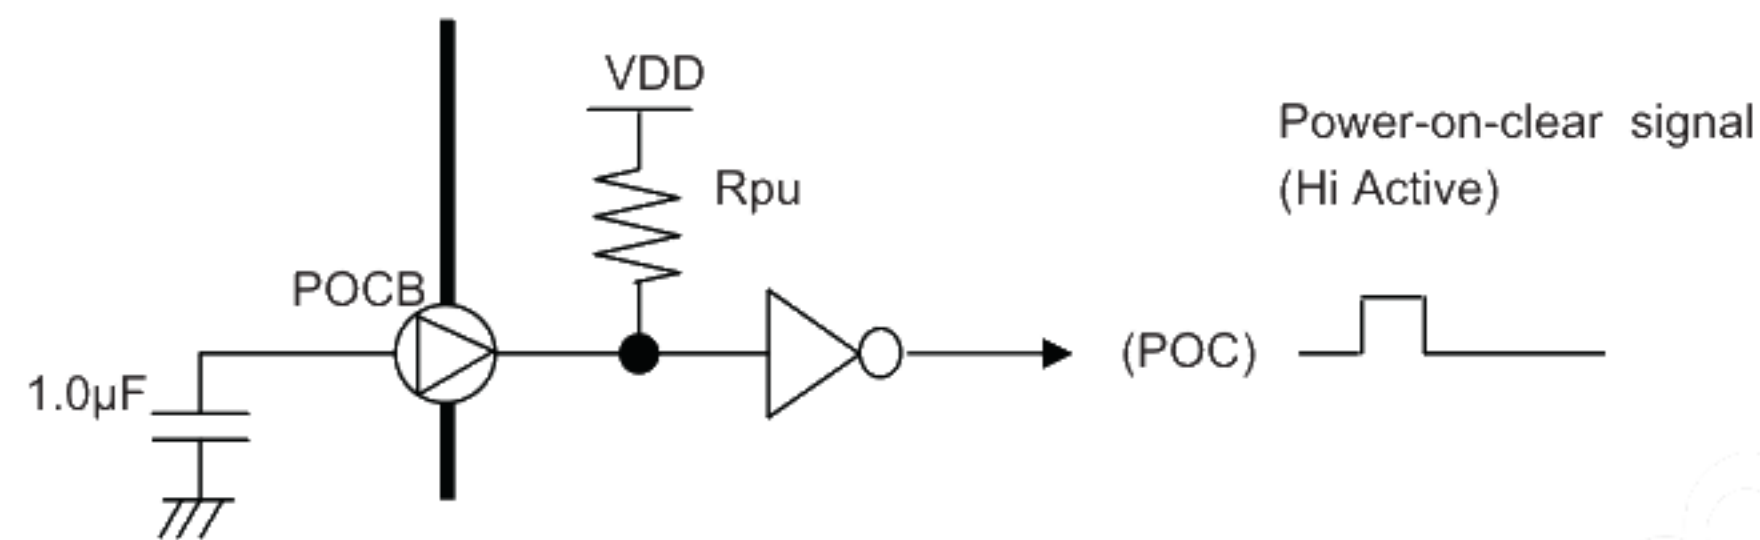 VDD
Power-on-clear signal
Rpu
(Hi Active)
POCB
(POC)
1.0μF